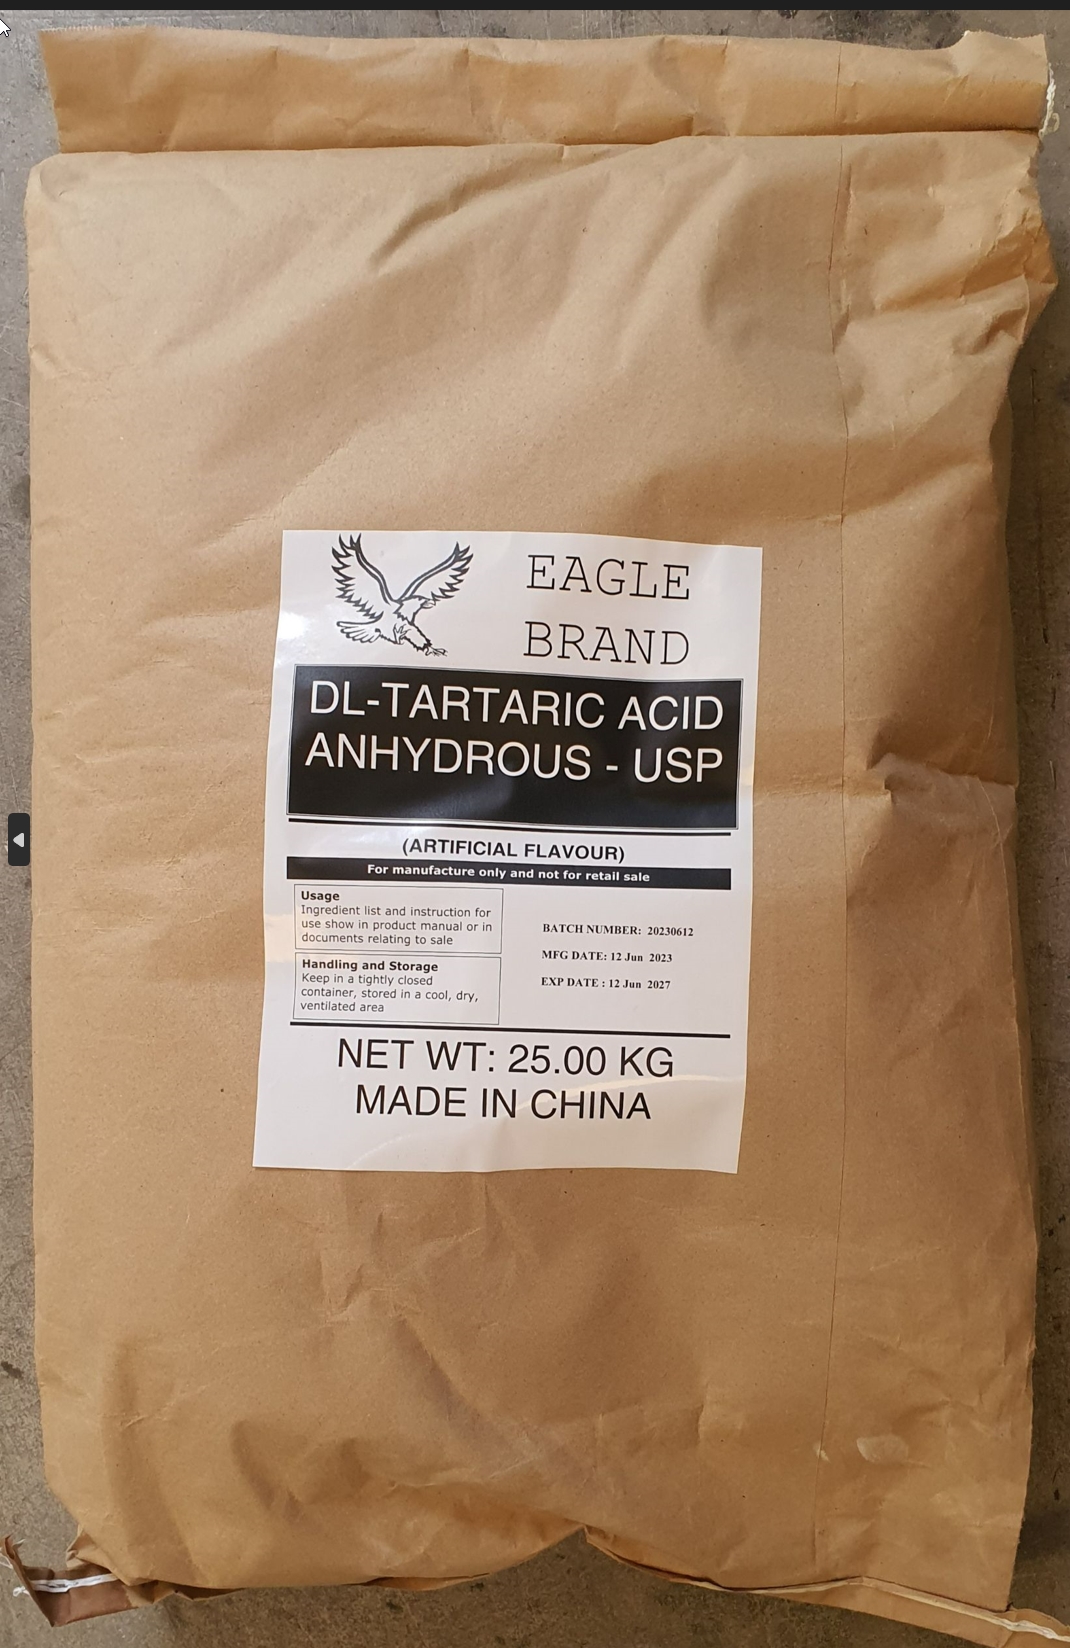 EAGLE
BRAND
DL-TARTARIC ACID
ANHYDROUS - USP
(ARTIFICIAL FLAVOUR)
For manufacture only and not for retail sale
Usage
Ingredient list and instruction for
use show in product manual or in
documents relating to sale
Handling and Storage
Keep in a tightly closed
container, stored in a cool, dry,
ventilated area
BATCH NUMBER: 20230612
MFG DATE: 12 Jun 2023
EXP DATE : 12 Jun 2027
NET WT: 25.00 KG
MADE IN CHINA